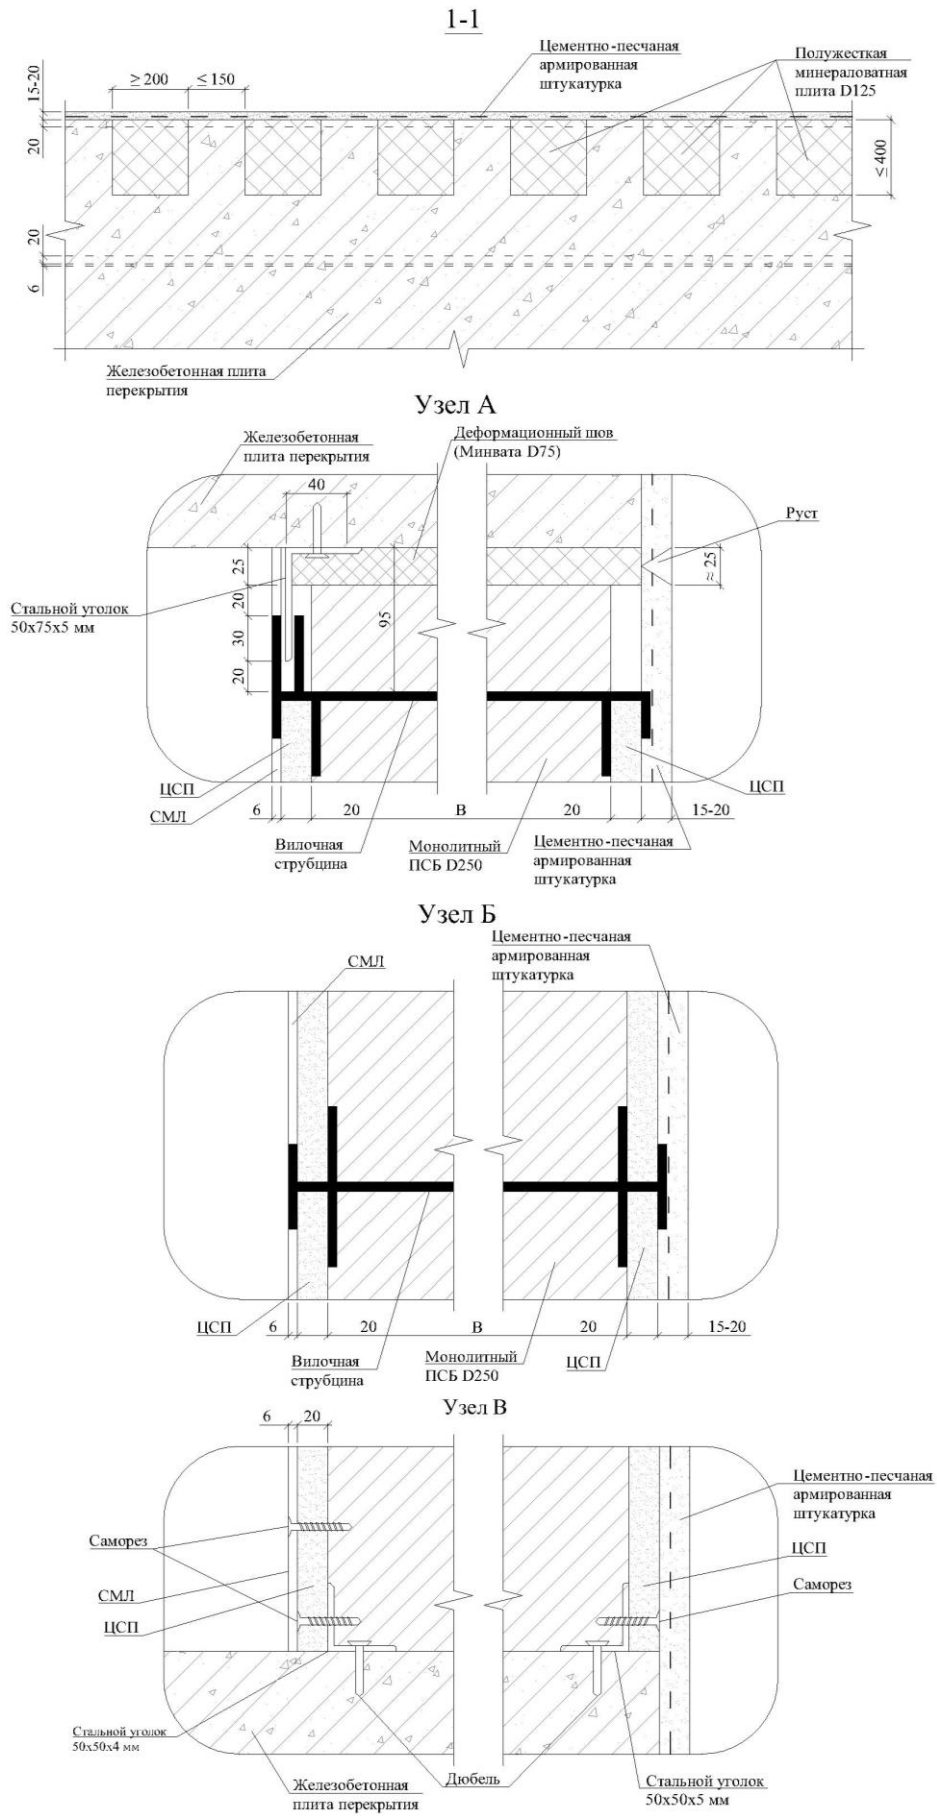 1-1
Цементно-песчаная
армированная
штукатурка
Полужесткая
минераловатная
плита D125
15-20
≥200
≤150
20
≤400
20
6
Железобетонная плита
перекрытия
Узел А
Железобетонная
плита перекрытия
Деформационный шов
(Минвата D75)
40
Руст
25
≈25
Стальной уголок
50х75х5 мм
20
95
30
20
ЦСП
ЦСП
СМЛ
6
20
В
20
15-20
Вилочная
струбцина
Монолитный
ПСБ D250
Цементно-песчаная
армированная
штукатурка
Узел Б
Цементно-песчаная
армированная
штукатурка
СМЛ
ЦСП
6
20
В
20
15-20
Вилочная
струбцина
Монолитный
ПСБ D250
ЦСП
Узел В
6
20
Цементно-песчаная
армированная
штукатурка
Саморез
ЦСП
СМЛ
Саморез
ЦСП
Стальной уголок
50х50х4 мм
Дюбель
Стальной уголок
50х50х5 мм
Железобетонная
плита перекрытия